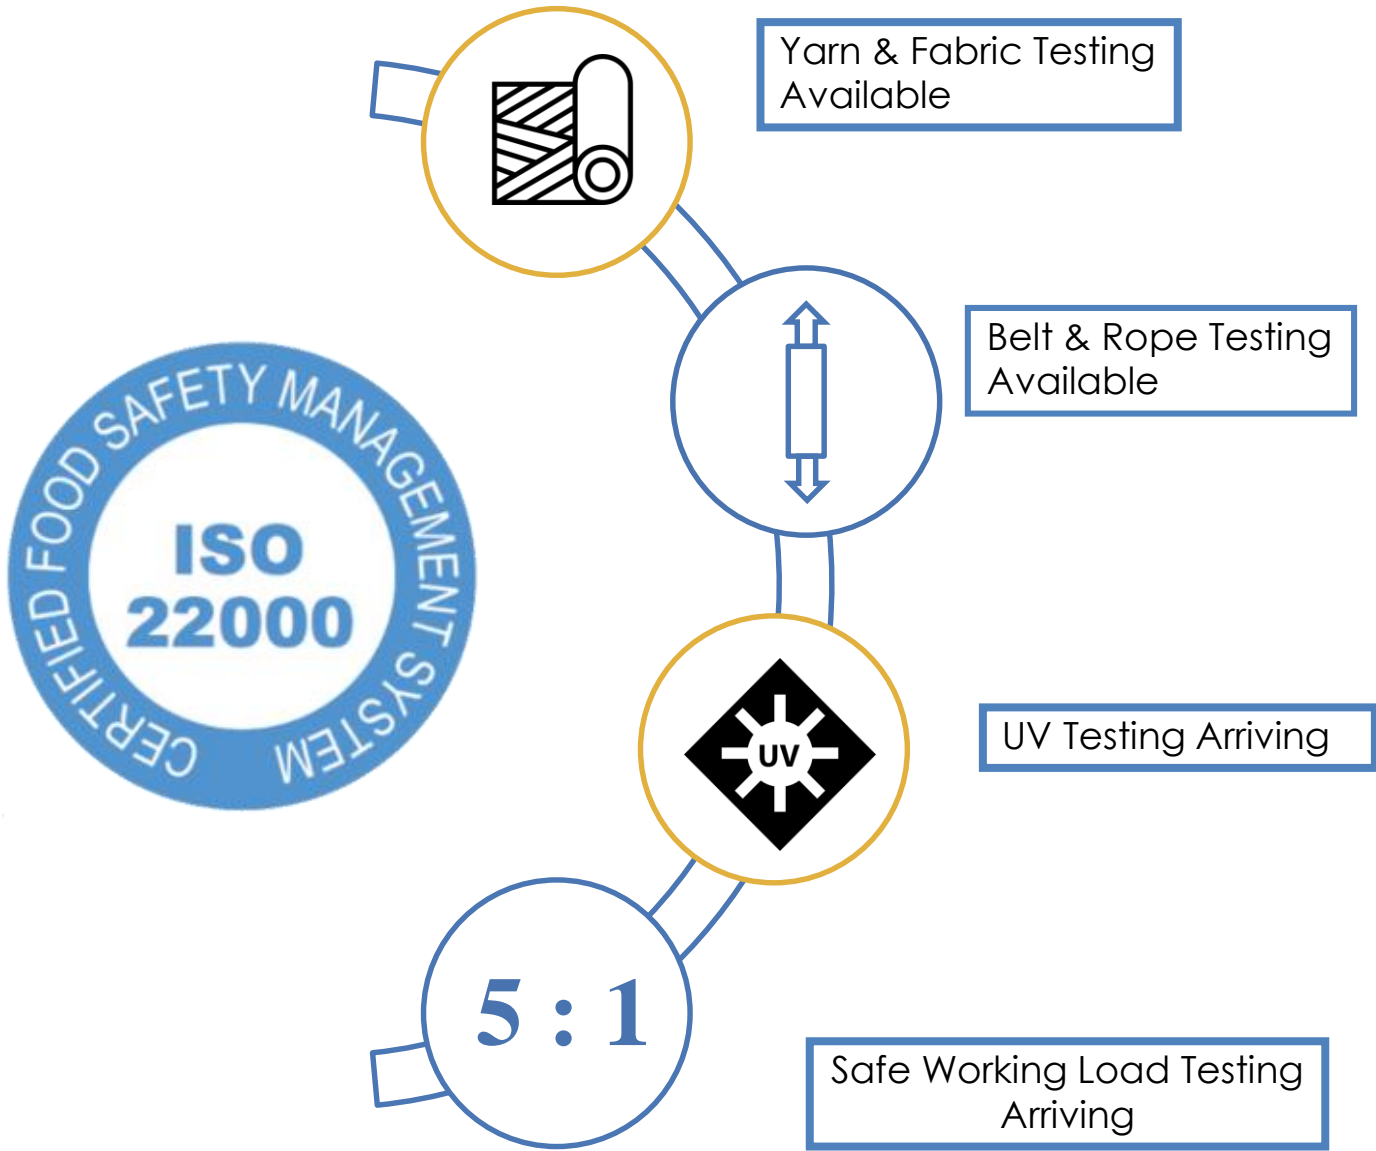 Yarn & Fabric Testing
Available
Belt & Rope Testing
Available
CERTIFIED FOOD SAFETY MANAGEMENT SYSTEM
ISO
22000
UV
UV Testing Arriving
5 : 1
Safe Working Load Testing
Arriving